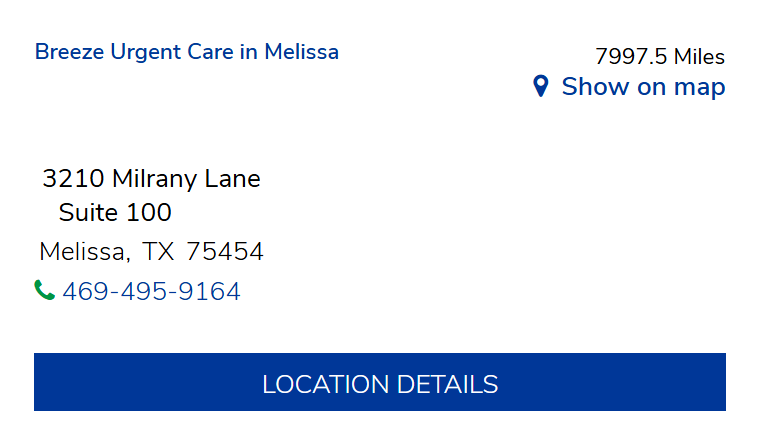 Breeze Urgent Care in Melissa
7997.5 Miles
Show on map
3210 Milrany Lane
Suite 100
Melissa, TX 75454
469-495-9164
LOCATION DETAILS